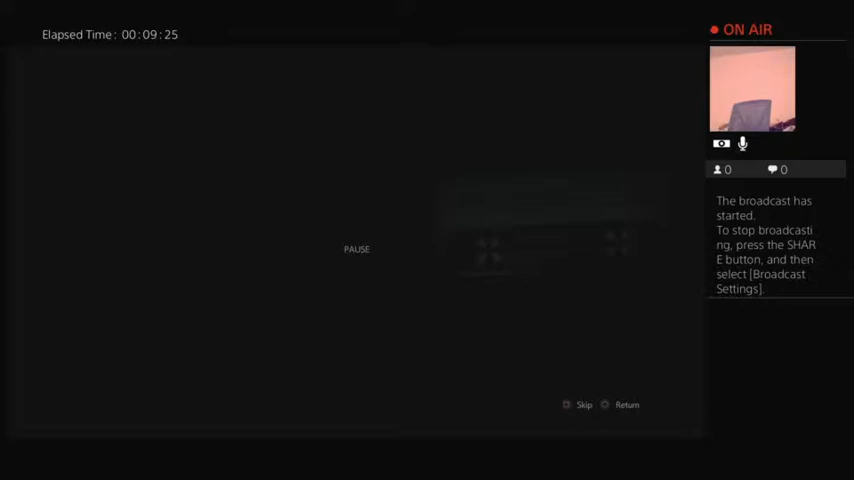 Elapsed Time: 00:09:25
ON AIR
0 0
The broadcast has
started.
To stop broadcasti
ng, press the SHAR
E button, and then
select [Broadcast
Settings].
PAUSE
Skip Return